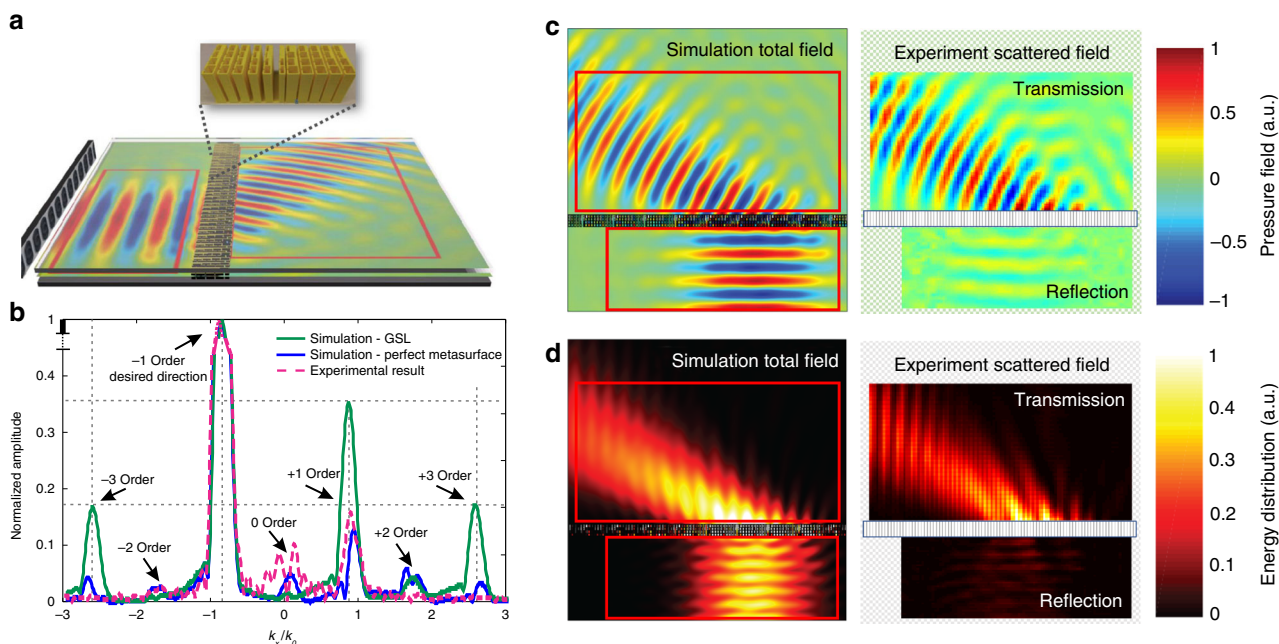 a
b
1
0.4
0.3
0.2
0.1
0
Normalized amplitude
−3
−2
−1
0
1
2
3
kx/k0
−1 Order
desired direction
Simulation - GSL
Simulation - perfect metasurface
Experimental result
−3 Order
−2 Order
0 Order
+1 Order
+2 Order
+3 Order
c
Simulation total field
Experiment scattered field
Transmission
Reflection
1
0.5
0
−0.5
−1
Pressure field (a.u.)
d
Simulation total field
Experiment scattered field
Transmission
Reflection
1
0.4
0.3
0.2
0.1
0
Energy distribution (a.u.)